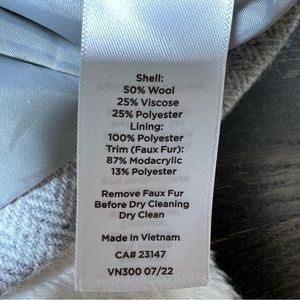 Shell:
50% Wool
25% Viscose
25% Polyester
Lining:
100% Polyester
Trim (Faux Fur):
87% Modacrylic
13% Polyester
Remove Faux Fur
Before Dry Cleaning
Dry Clean
Made in Vietnam
CA# 23147
VN300 07/22